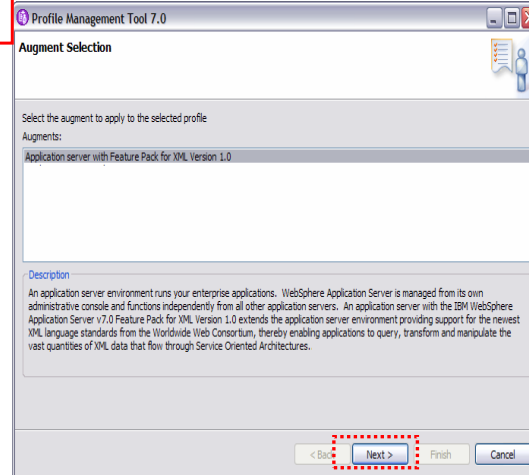 Profile Management Tool 7.0
Augment Selection
Select the augment to apply to the selected profile
Augments:
Application server with Feature Pack for XML Version 1.0
Description
An application server environment runs your enterprise applications. WebSphere Application Server is managed from its own
administrative console and functions independently from all other application servers. An application server with the IBM WebSphere
Application Server v7.0 Feature Pack for XML Version 1.0 extends the application server environment providing support for the newest
XML language standards from the Worldwide Web Consortium, thereby enabling applications to query, transform and manipulate the
vast quantities of XML data that flow through Service Oriented Architectures.
< Back Next > Finish Cancel